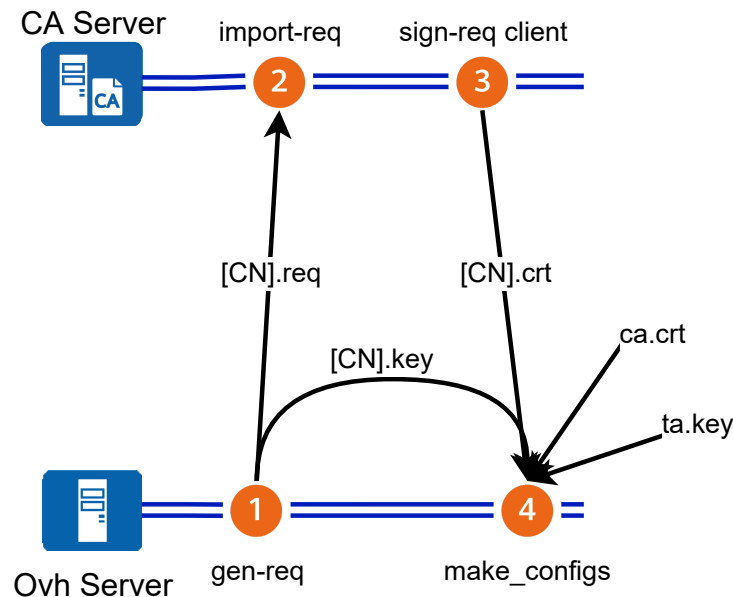 CA Server
import-req
sign-req client
CA
2
3
[CN].req
[CN].crt
ca.crt
[CN].key
ta.key
1
4
gen-req
make_configs
Ovh Server